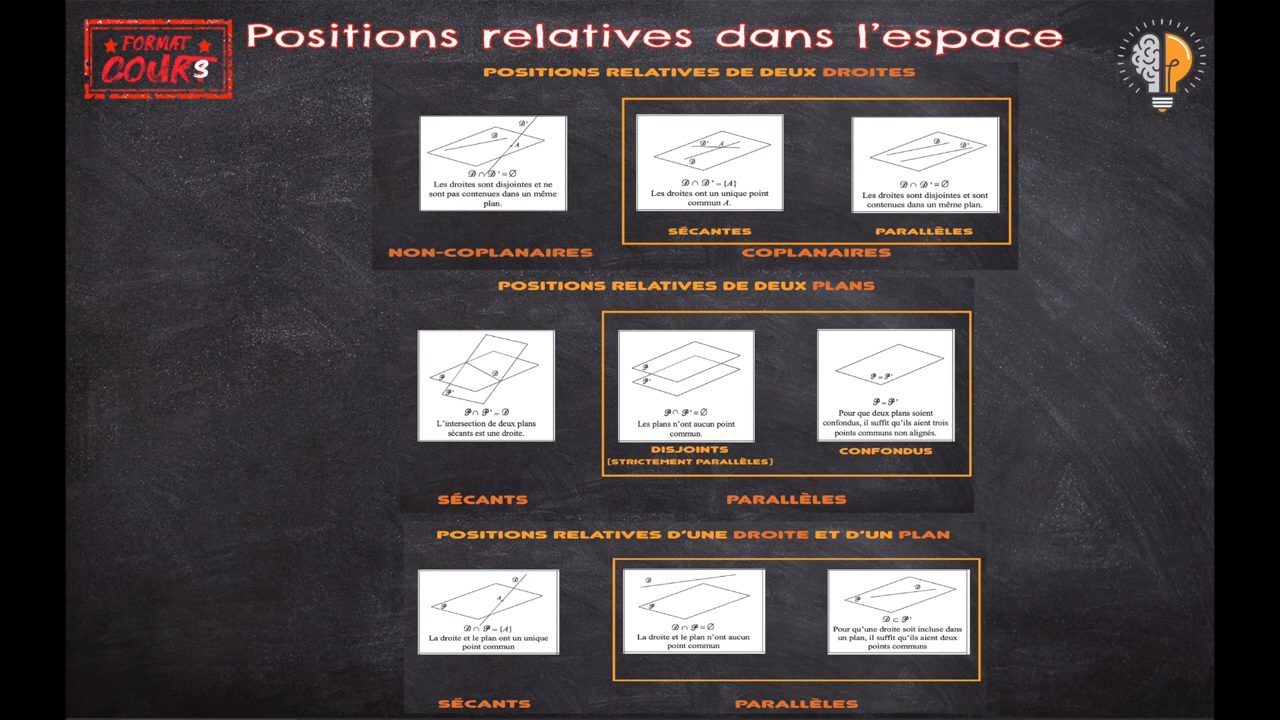 FORMAT
COURS
Positions relatives dans l'espace
POSITIONS RELATIVES DE DEUX DROITES
𝒟'
𝒟
A
𝒟 ∩ 𝒟' = ∅
Les droites sont disjointes et ne
sont pas contenues dans un même
plan.
NON-COPLANAIRES
𝒟'
A
𝒟
𝒟 ∩ 𝒟' = {A}
Les droites ont un unique point
commun A.
SÉCANTES
𝒟
𝒟'
𝒟 ∩ 𝒟' = ∅
Les droites sont disjointes et sont
contenues dans un même plan.
PARALLÈLES
COPLANAIRES
POSITIONS RELATIVES DE DEUX PLANS
𝒫
𝒟
𝒫'
𝒫 ∩ 𝒫' = 𝒟
L'intersection de deux plans
sécants est une droite.
SÉCANTS
𝒫
𝒫'
𝒫 ∩ 𝒫' = ∅
Les plans n'ont aucun point
commun.
DISJOINTS
(STRICTEMENT PARALLÈLES)
𝒫 = 𝒫'
𝒫 = 𝒫'
Pour que deux plans soient
confondus, il suffit qu'ils aient trois
points communs non alignés.
CONFONDUS
PARALLÈLES
POSITIONS RELATIVES D'UNE DROITE ET D'UN PLAN
𝒟
A
𝒫
𝒟 ∩ 𝒫 = {A}
La droite et le plan ont un unique
point commun
SÉCANTS
𝒟
𝒫
𝒟 ∩ 𝒫 = ∅
La droite et le plan n'ont aucun
point commun
𝒟
𝒫
𝒟 ⊂ 𝒫'
Pour qu'une droite soit incluse dans
un plan, il suffit qu'ils aient deux
points communs
PARALLÈLES